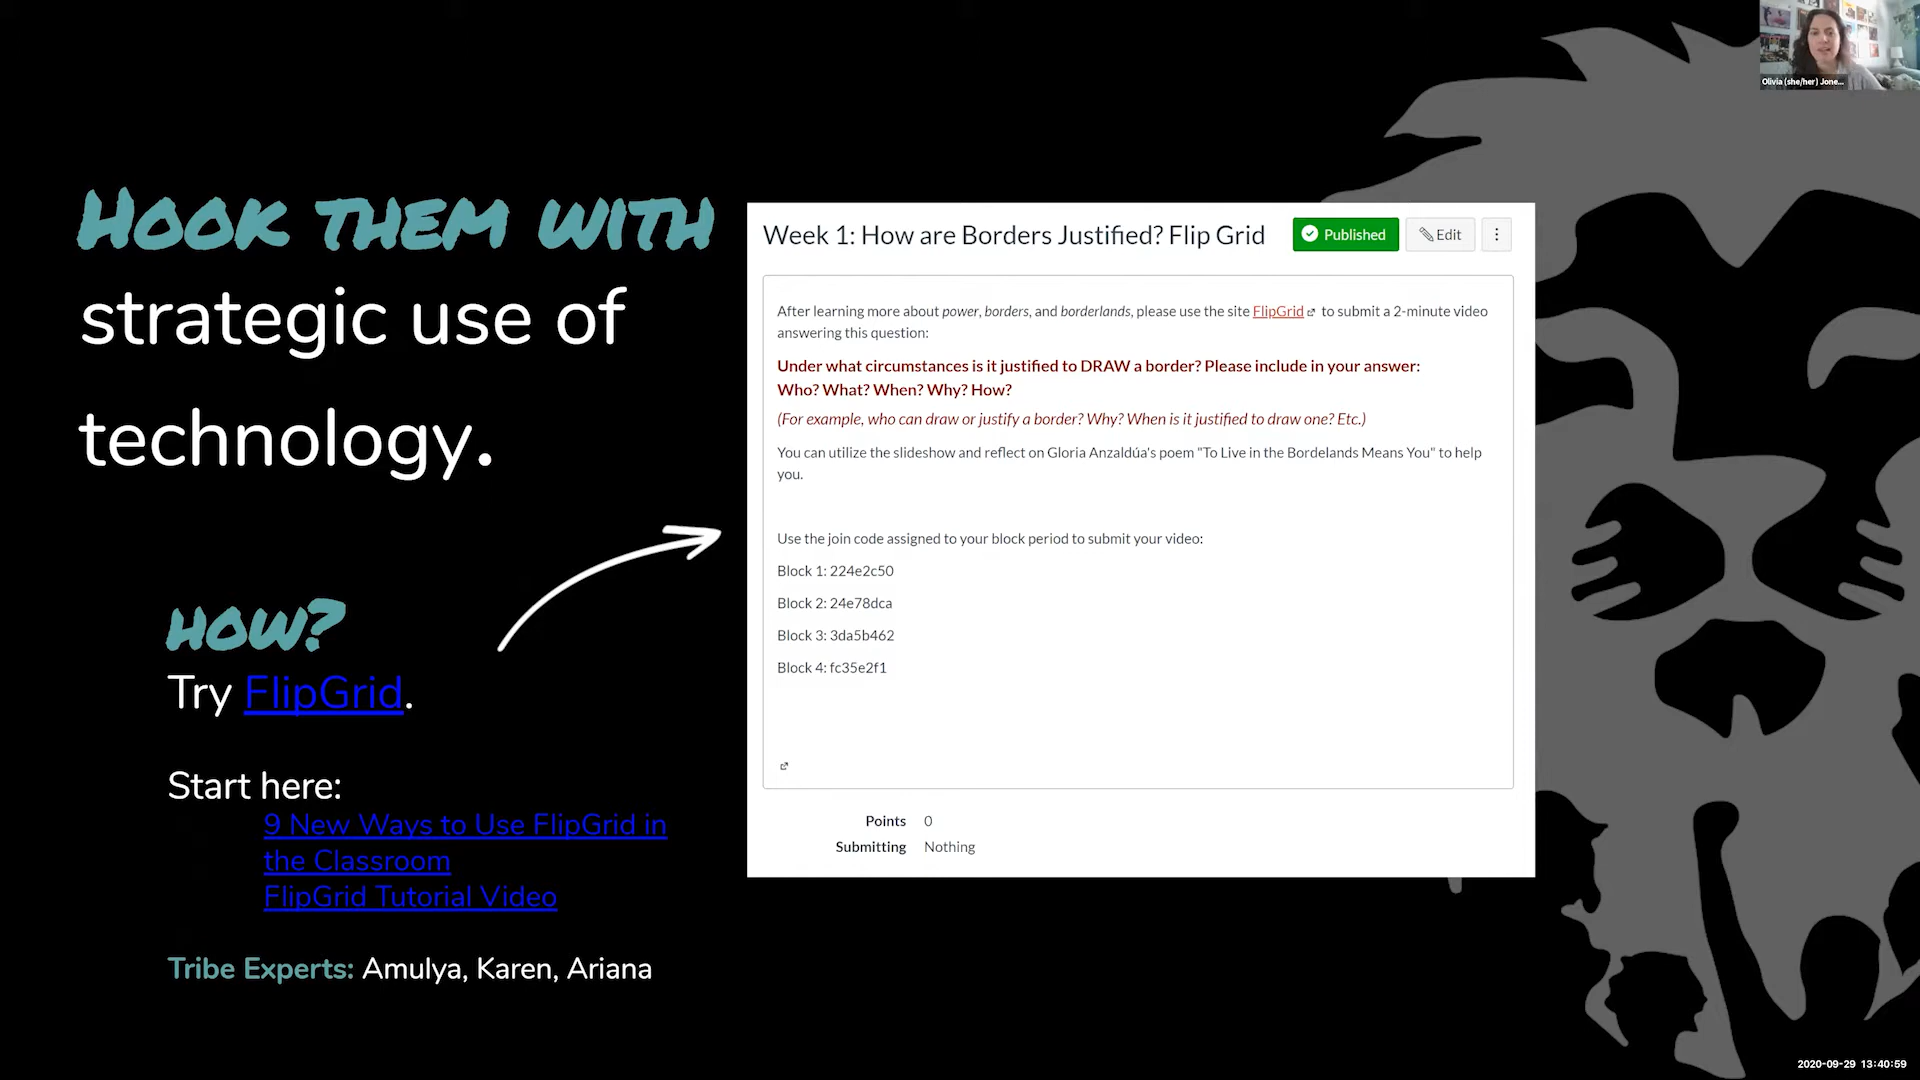 Olivia (she/her) Jone...
HOOK THEM WITH
strategic use of
technology.
HOW?
Try FlipGrid.
Start here:
9 New Ways to Use FlipGrid in
the Classroom
FlipGrid Tutorial Video
Tribe Experts: Amulya, Karen, Ariana
Week 1: How are Borders Justified? Flip Grid
Published
Edit
After learning more about power, borders, and borderlands, please use the site FlipGrid to submit a 2-minute video
answering this question:
Under what circumstances is it justified to DRAW a border? Please include in your answer:
Who? What? When? Why? How?
(For example, who can draw or justify a border? Why? When is it justified to draw one? Etc.)
You can utilize the slideshow and reflect on Gloria Anzaldúa's poem "To Live in the Bordelands Means You" to help
you.
Use the join code assigned to your block period to submit your video:
Block 1: 224e2c50
Block 2: 24e78dca
Block 3: 3da5b462
Block 4: fc35e2f1
Points 0
Submitting Nothing
2020-09-29 13:40:59